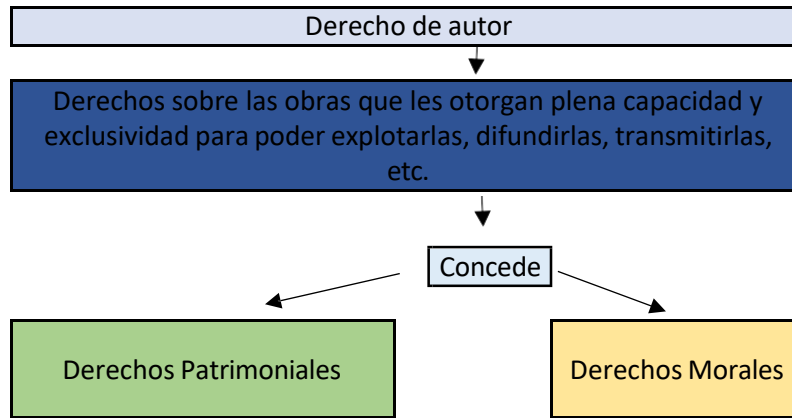 Derecho de autor
Derechos sobre las obras que les otorgan plena capacidad y
exclusividad para poder explotarlas, difundirlas, transmitirlas,
etc.
Concede
Derechos Patrimoniales
Derechos Morales